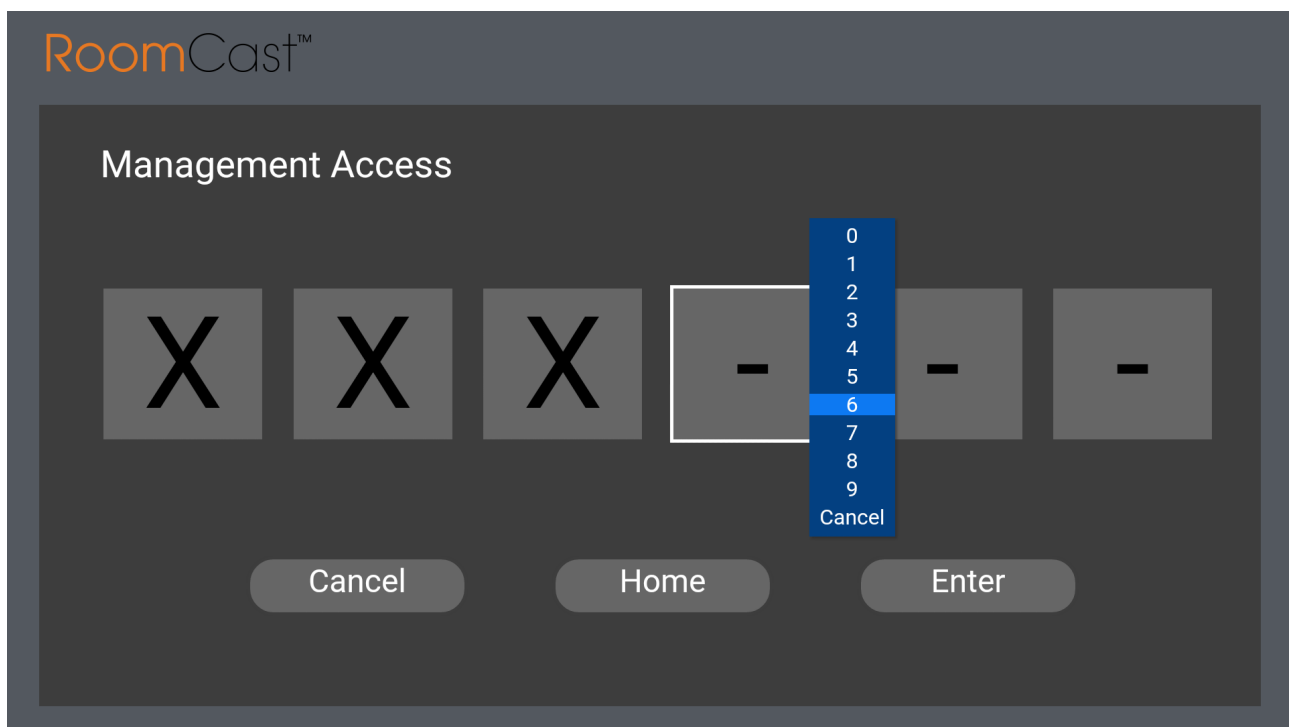 RoomCast™
Management Access
X X X - - -
0
1
2
3
4
5
6
7
8
9
Cancel
Cancel Home Enter